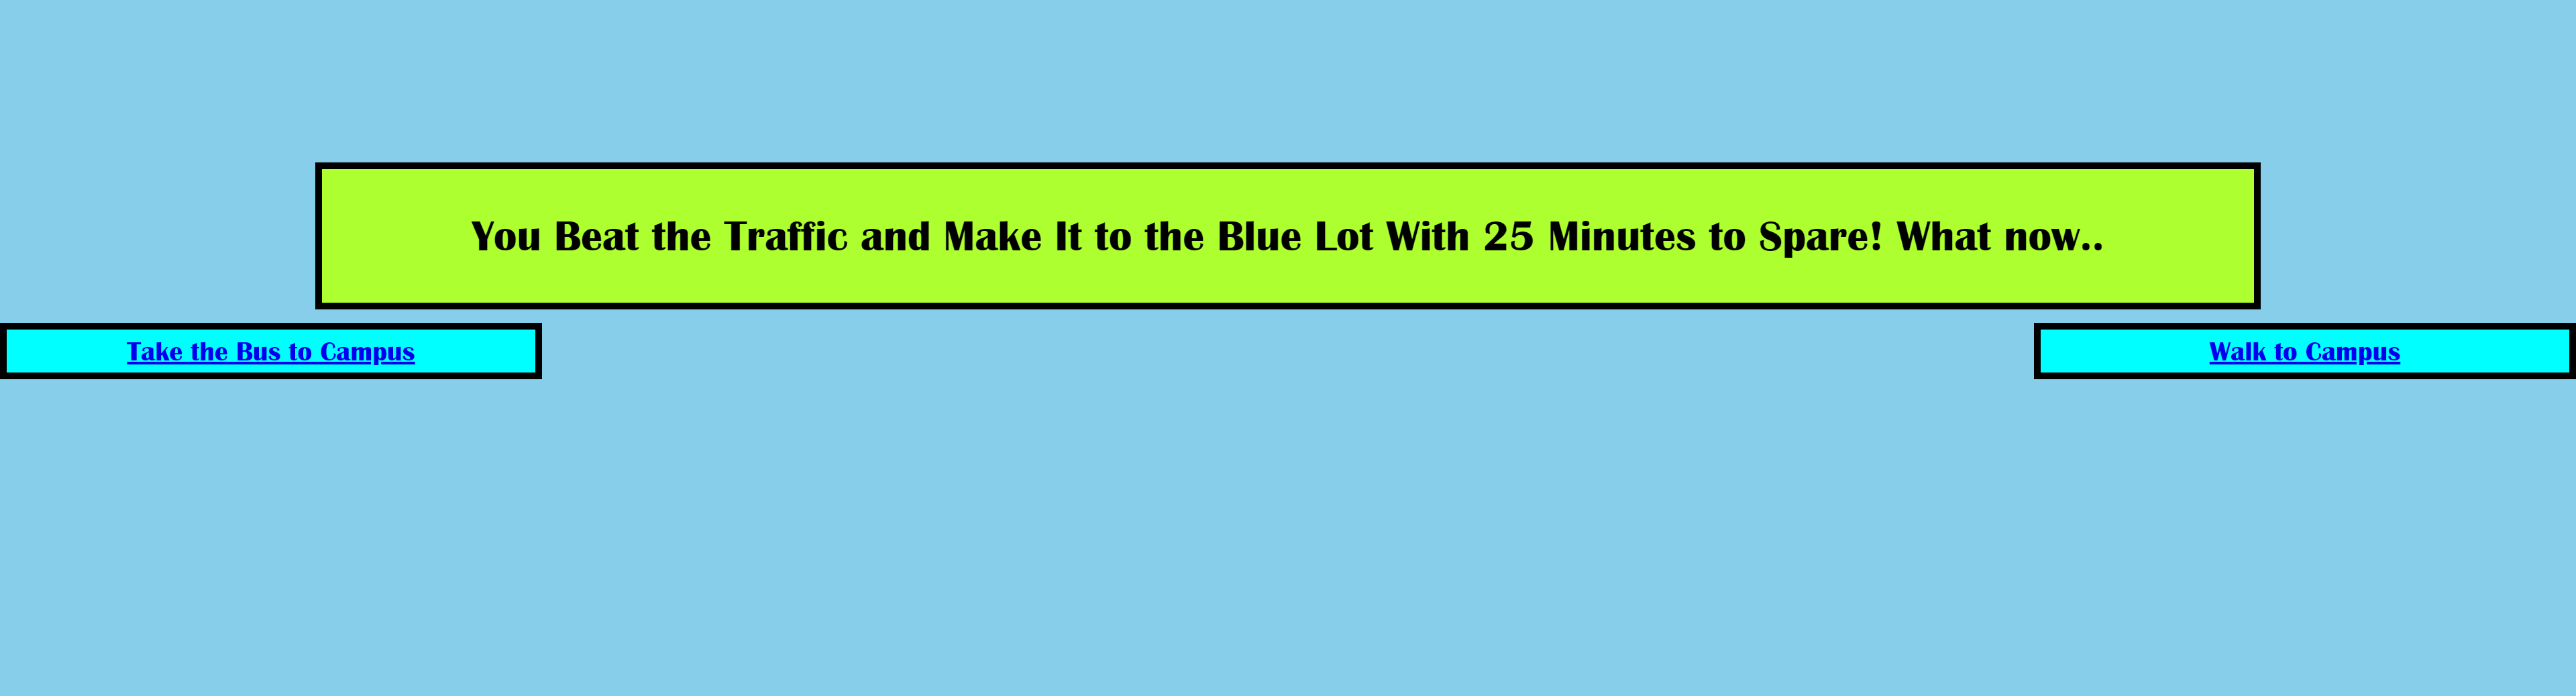 You Beat the Traffic and Make It to the Blue Lot With 25 Minutes to Spare! What now..
Take the Bus to Campus
Walk to Campus